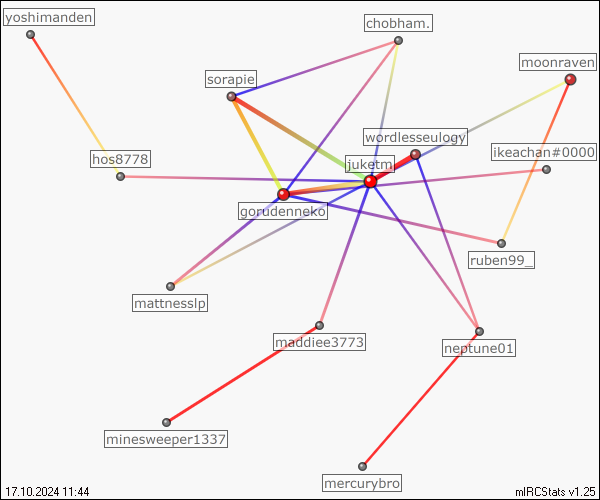 yoshimanden
chobham.
moonraven
sorapie
wordlesseulogy
ikeachan#0000
hos8778
juketm
gorudenneko
ruben99_
mattnesslp
maddiee3773
neptune01
minesweeper1337
mercurybro
17.10.2024 11:44
mIRCStats v1.25